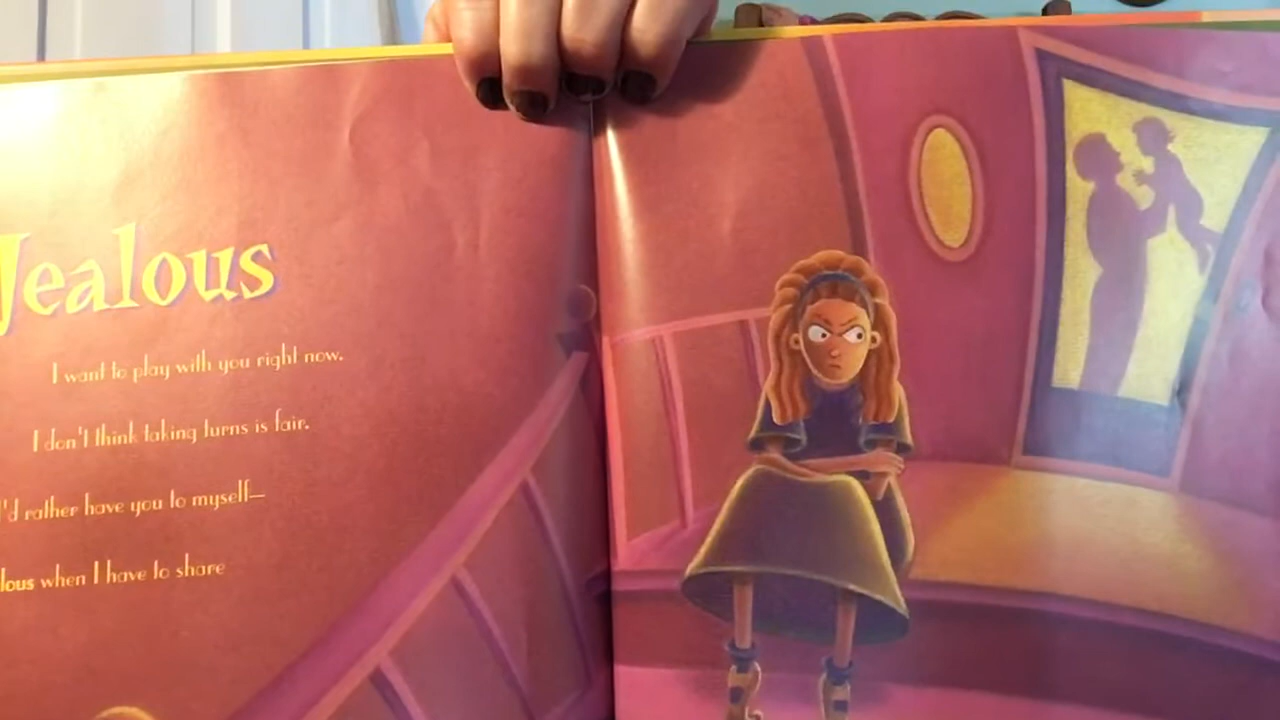 Jealous
I want to play with you right now.
I don't think taking turns is fair.
I'd rather have you to myself—
lous when I have to share